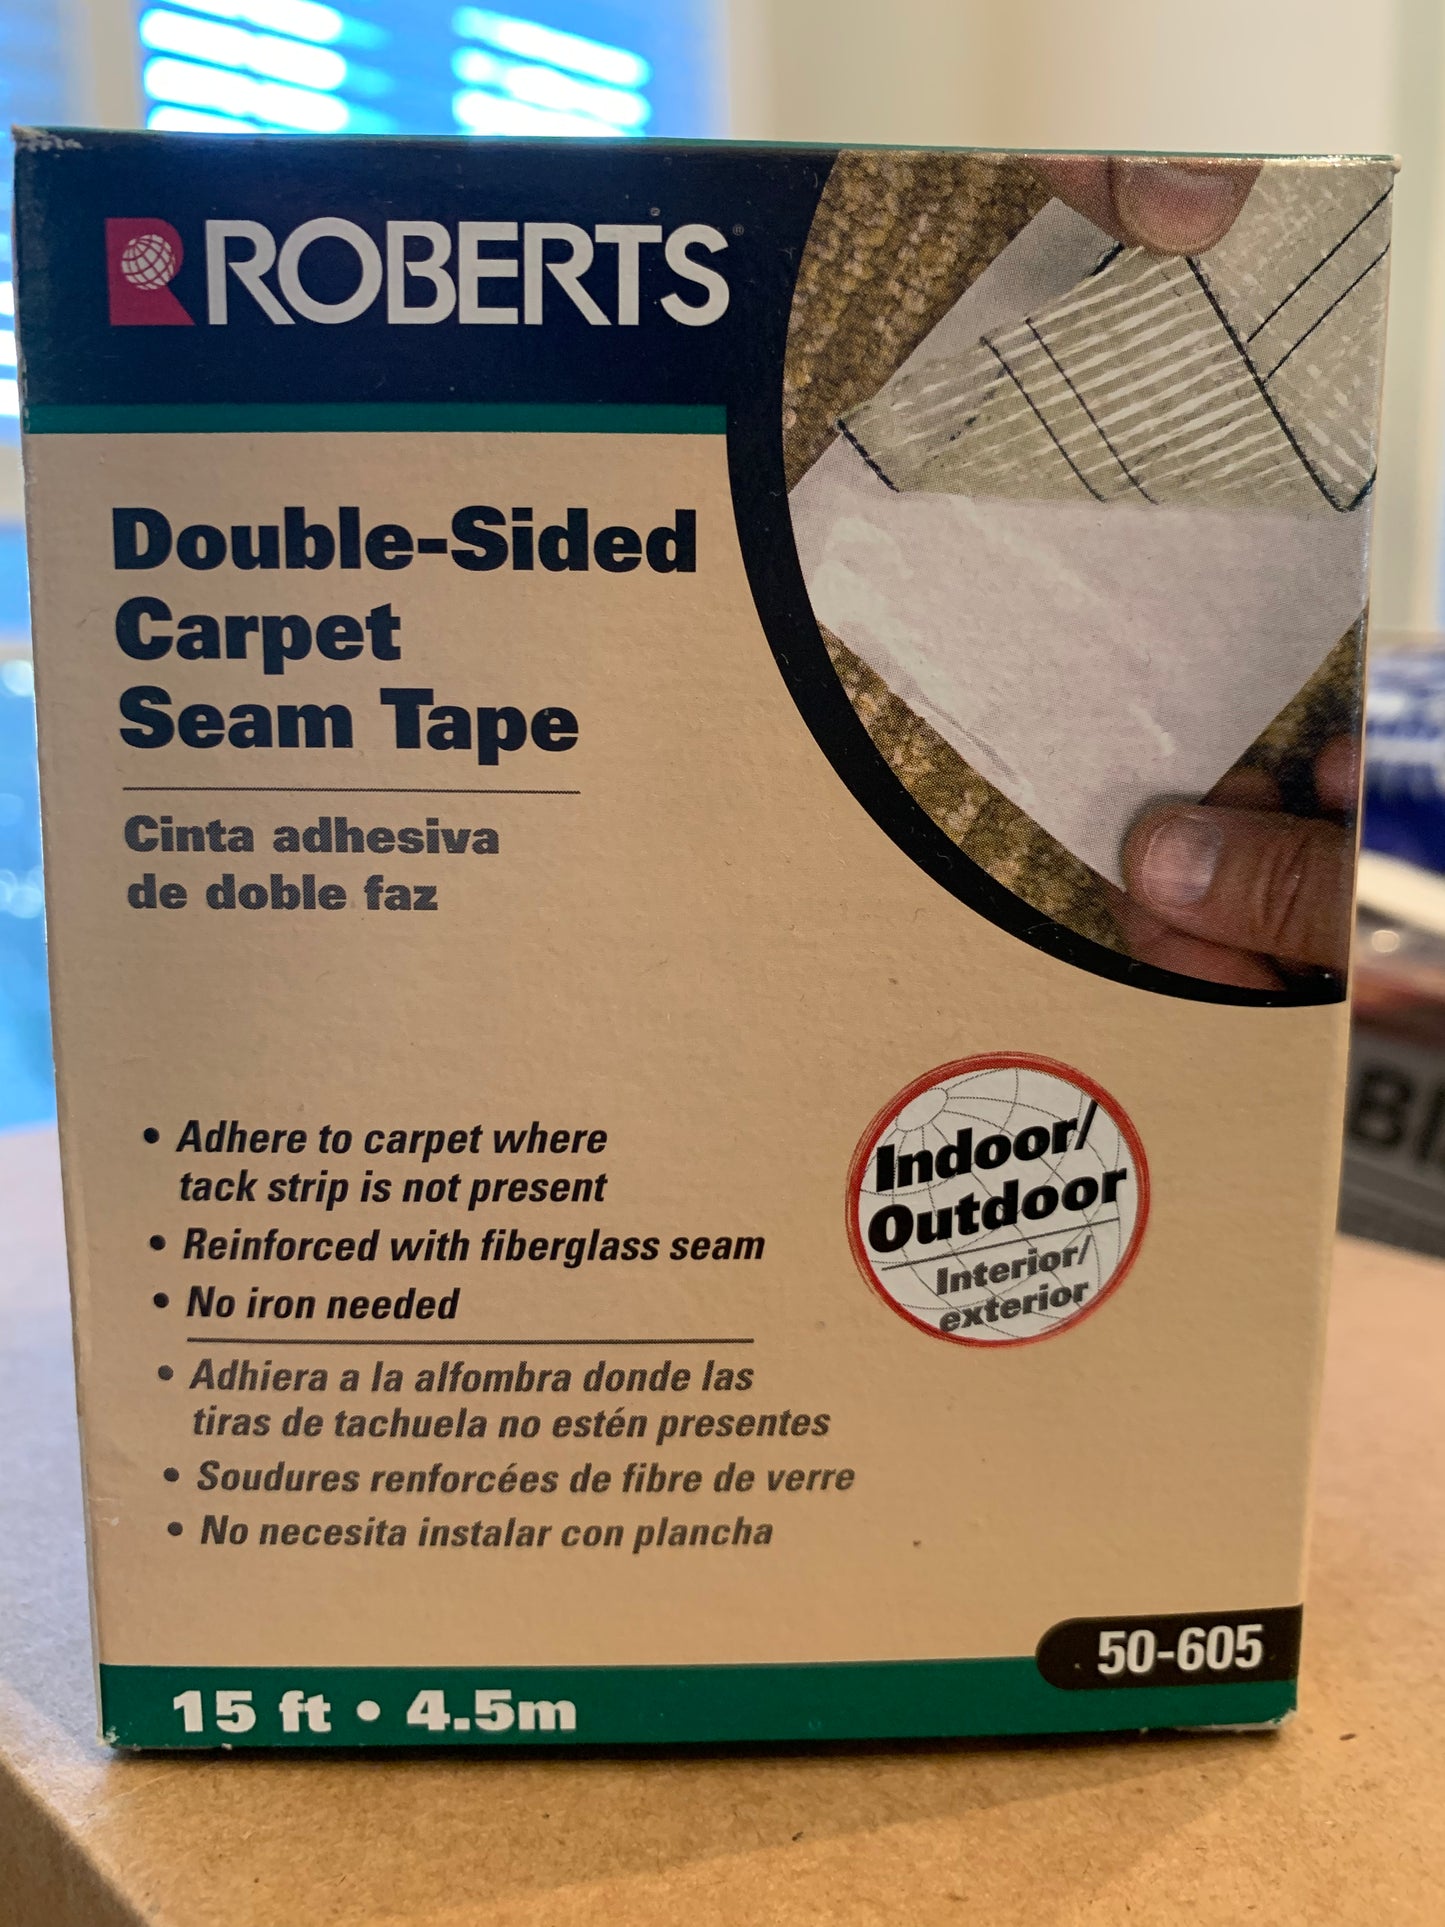 ROBERTS®
Double-Sided
Carpet
Seam Tape
Cinta adhesiva
de doble faz
• Adhere to carpet where
tack strip is not present
• Reinforced with fiberglass seam
• No iron needed
• Adhiera a la alfombra donde las
tiras de tachuela no estén presentes
• Soudures renforcées de fibre de verre
• No necesita instalar con plancha
Indoor/
Outdoor
Interior/
exterior
50-605
15 ft • 4.5m